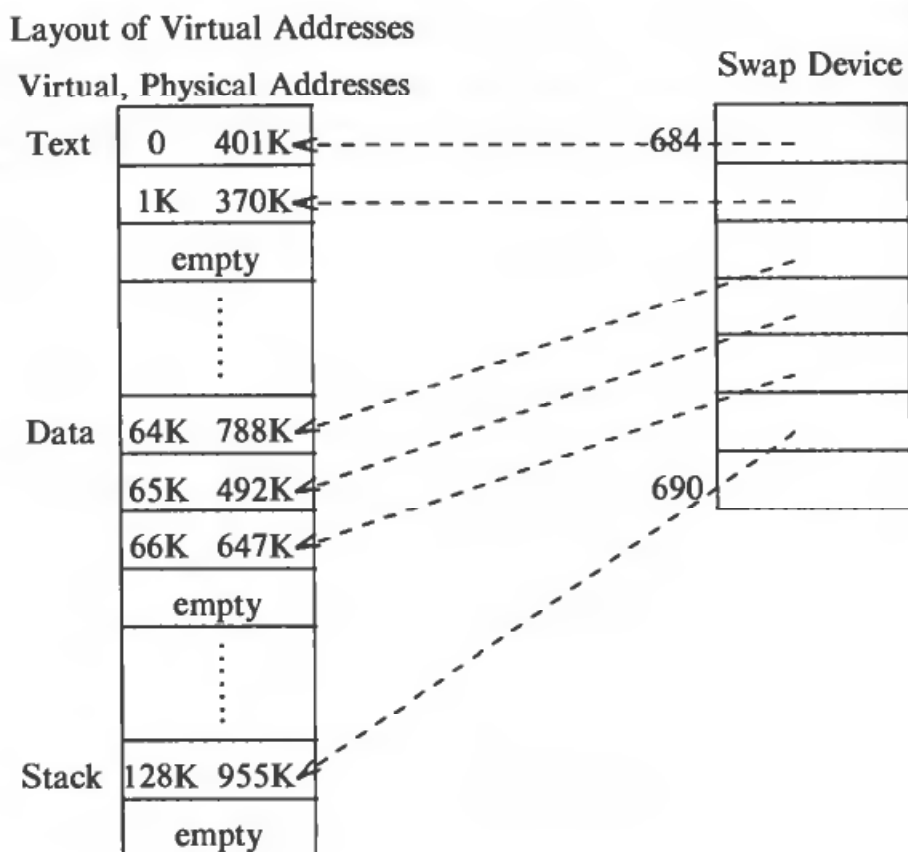 Layout of Virtual Addresses
Virtual, Physical Addresses
Swap Device
Text 0 401K 684
1K 370K
empty
Data 64K 788K
65K 492K
690
66K 647K
empty
Stack 128K 955K
empty